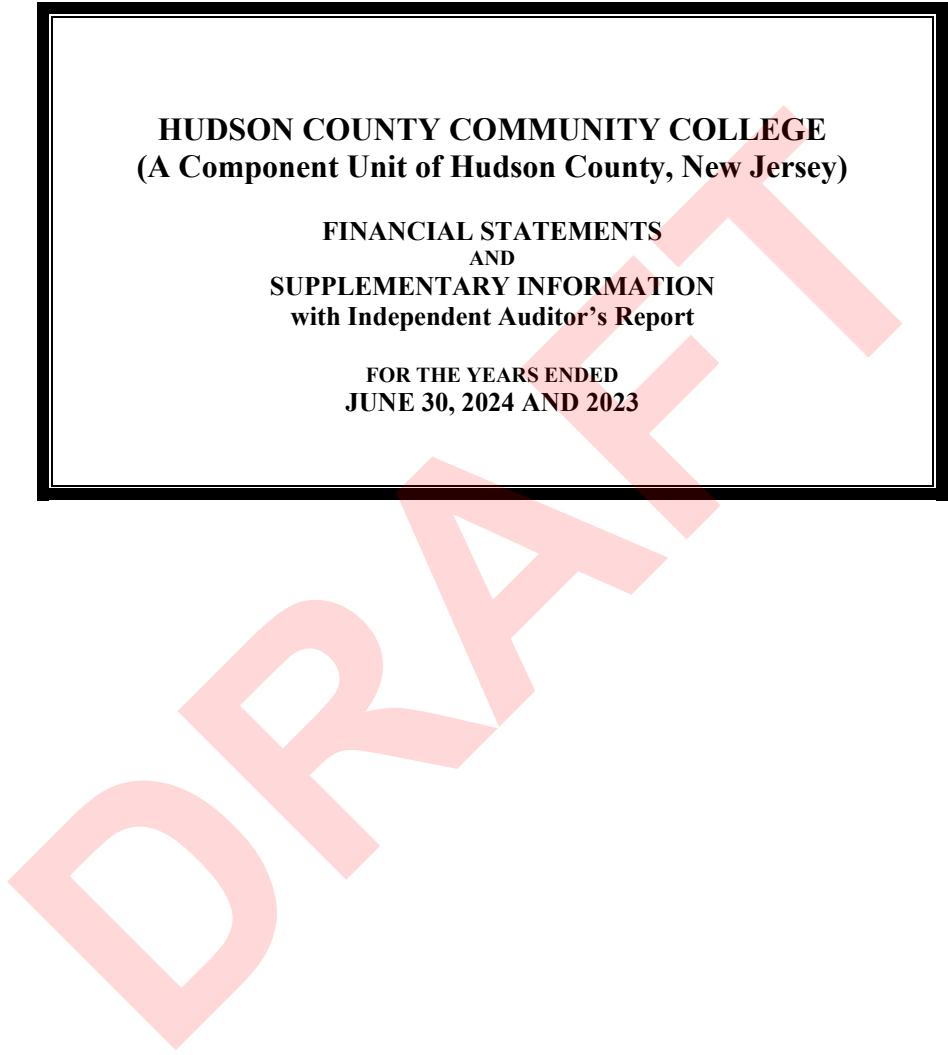 HUDSON COUNTY COMMUNITY COLLEGE
(A Component Unit of Hudson County, New Jersey)
FINANCIAL STATEMENTS
AND
SUPPLEMENTARY INFORMATION
with Independent Auditor’s Report
FOR THE YEARS ENDED
JUNE 30, 2024 AND 2023
DRAFT